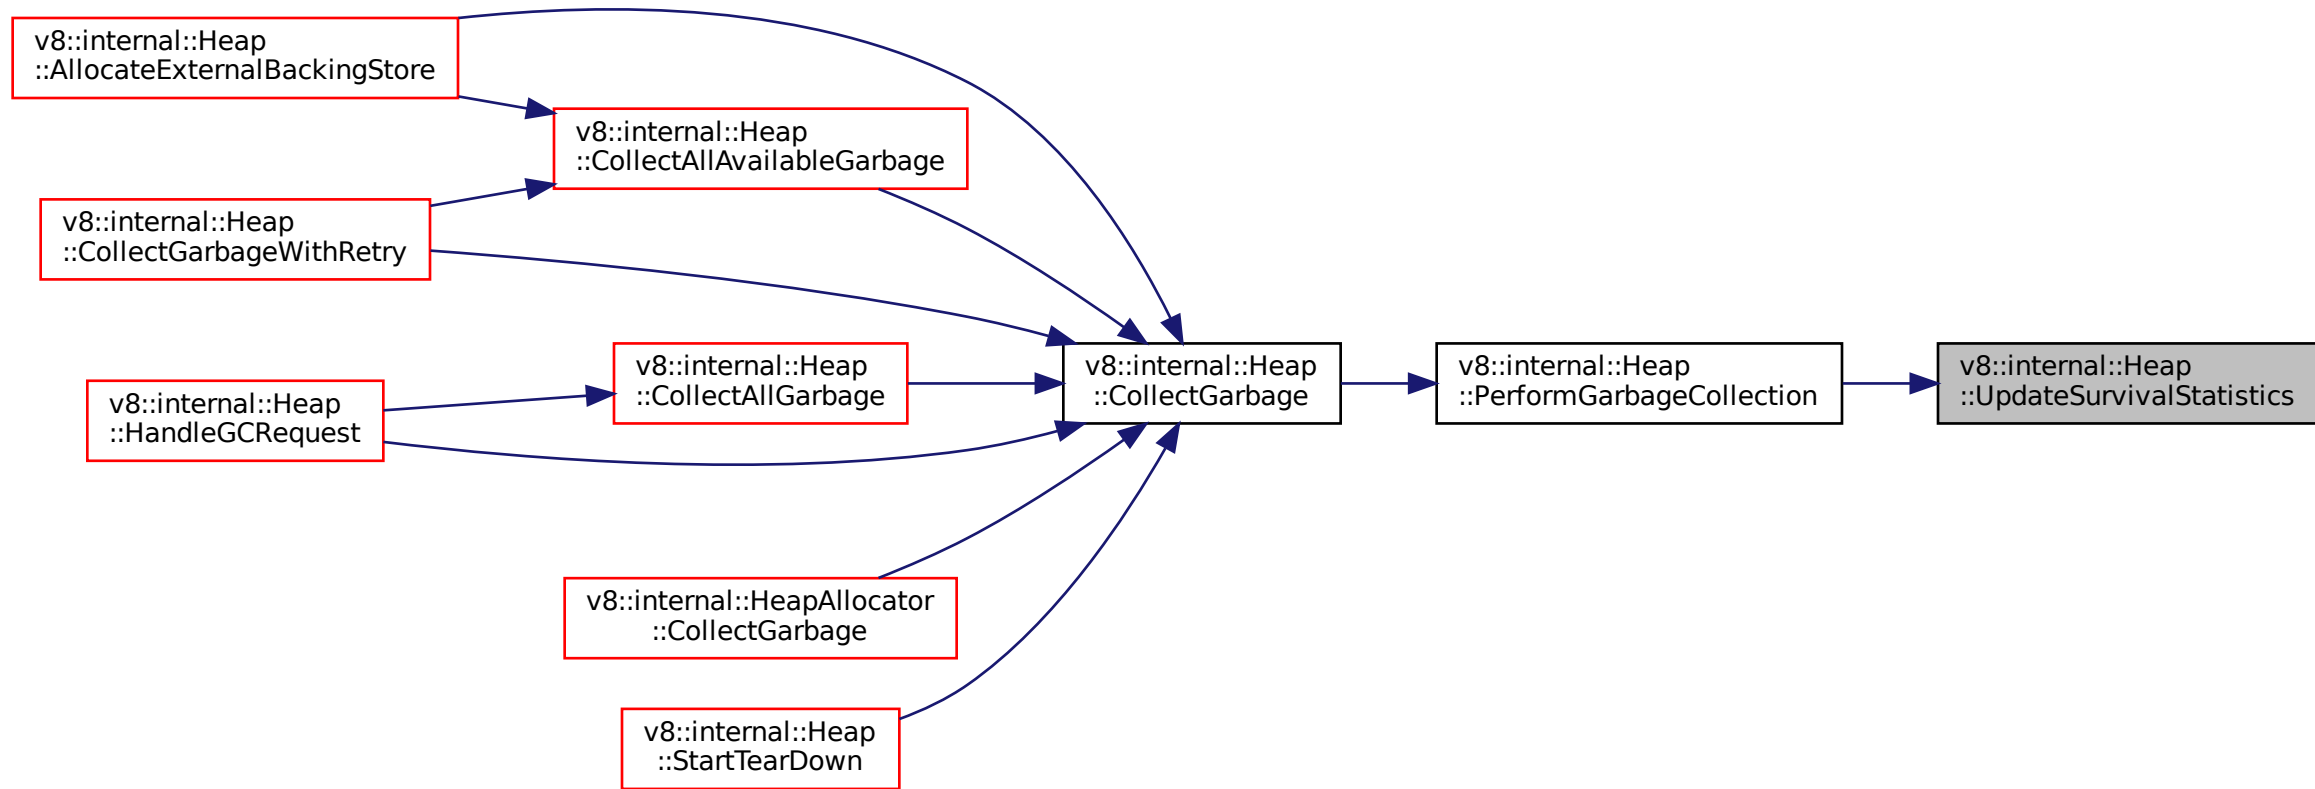 v8::internal::Heap
::AllocateExternalBackingStore
v8::internal::Heap
::CollectAllAvailableGarbage
v8::internal::Heap
::CollectGarbageWithRetry
v8::internal::Heap
::CollectAllGarbage
v8::internal::Heap
::CollectGarbage
v8::internal::Heap
::PerformGarbageCollection
v8::internal::Heap
::UpdateSurvivalStatistics
v8::internal::Heap
::HandleGCRequest
v8::internal::HeapAllocator
::CollectGarbage
v8::internal::Heap
::StartTearDown